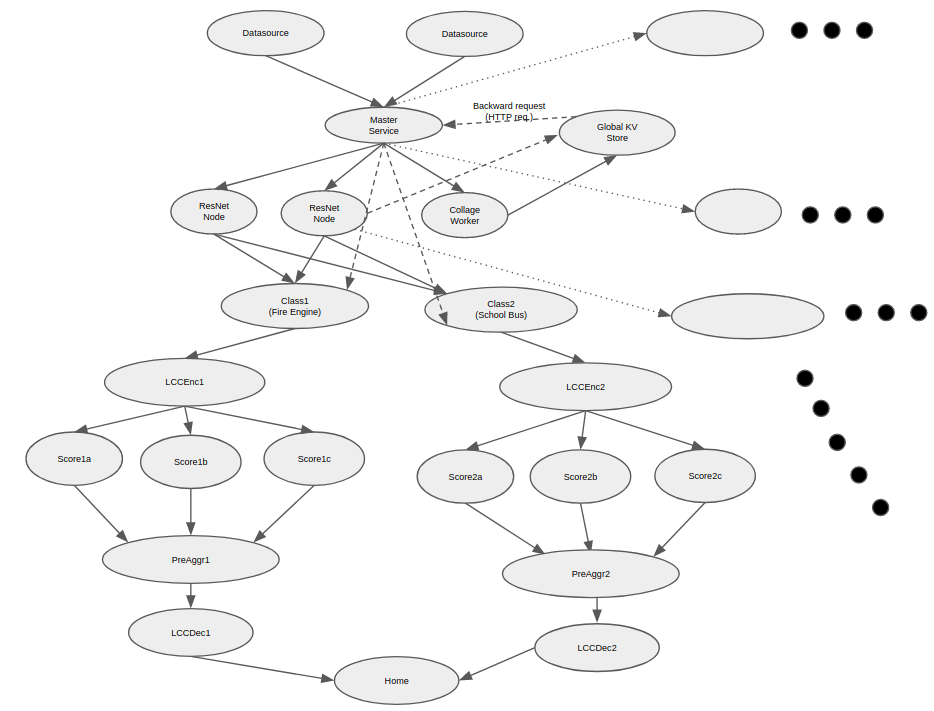 Datasource
Datasource
Backward request
(HTTP req.)
Master
Service
Global KV
Store
ResNet
Node
ResNet
Node
Collage
Worker
Class1
(Fire Engine)
Class2
(School Bus)
LCCEnc1
LCCEnc2
Score1a
Score1b
Score1c
Score2a
Score2b
Score2c
PreAggr1
PreAggr2
LCCDec1
LCCDec2
Home